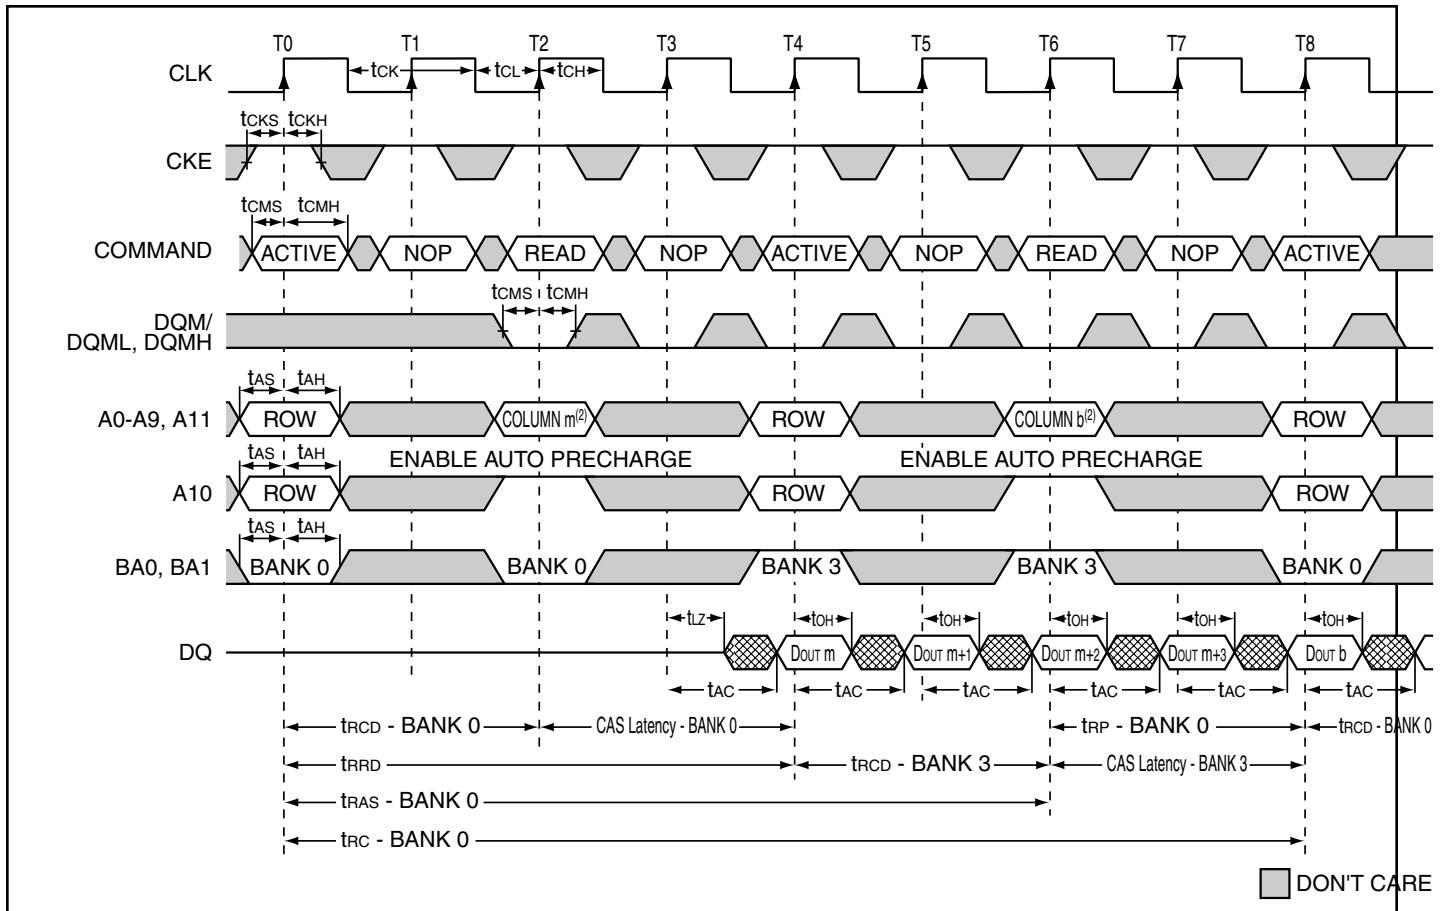 T0 T1 T2 T3 T4 T5 T6 T7 T8
CLK tCK tCL tCH
tCKS tCKH
CKE
tCMS tCMH
COMMAND ACTIVE NOP READ NOP ACTIVE NOP READ NOP ACTIVE
tCMS tCMH
DQM/
DQML, DQMH
tAS tAH
A0-A9, A11 ROW COLUMN m(2) ROW COLUMN b(2) ROW
tAS tAH ENABLE AUTO PRECHARGE ENABLE AUTO PRECHARGE
A10 ROW ROW ROW
tAS tAH
BA0, BA1 BANK 0 BANK 0 BANK 3 BANK 3 BANK 0
tLZ tOH tOH tOH tOH tOH
DQ DOUT m DOUT m+1 DOUT m+2 DOUT m+3 DOUT b
tAC tAC tAC tAC tAC tAC
tRCD - BANK 0 CAS Latency - BANK 0 tRP - BANK 0 tRCD - BANK 0
tRRD tRCD - BANK 3 CAS Latency - BANK 3
tRAS - BANK 0
tRC - BANK 0
DON'T CARE